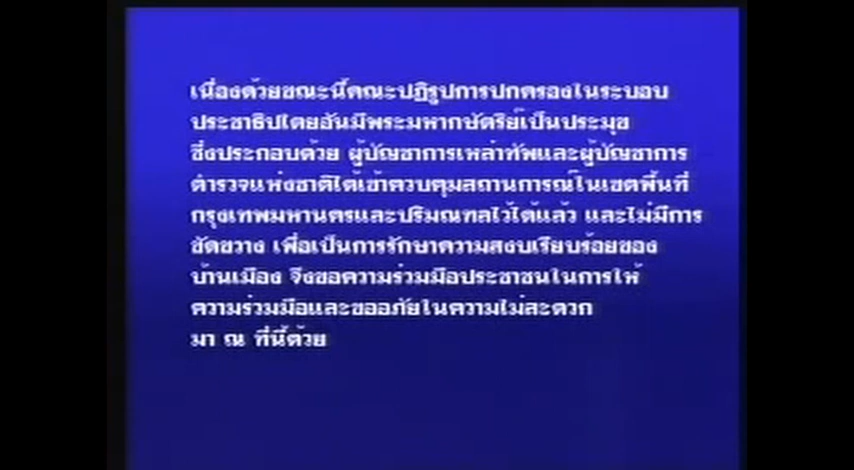 เนื่องด้วยขณะนี้คณะปฏิรูปการปกครองในระบอบ
ประชาธิปไตยอันมีพระมหากษัตริย์เป็นประมุข
ซึ่งประกอบด้วย ผู้บัญชาการเหล่าทัพและผู้บัญชาการ
ตำรวจแห่งชาติได้เข้าควบคุมสถานการณ์ในเขตพื้นที่
กรุงเทพมหานครและปริมณฑลไว้ได้แล้ว และไม่มีการ
ขัดขวาง เพื่อเป็นการรักษาความสงบเรียบร้อยของ
บ้านเมือง จึงขอความร่วมมือประชาชนในการให้
ความร่วมมือและขออภัยในความไม่สะดวก
มา ณ ที่นี้ด้วย